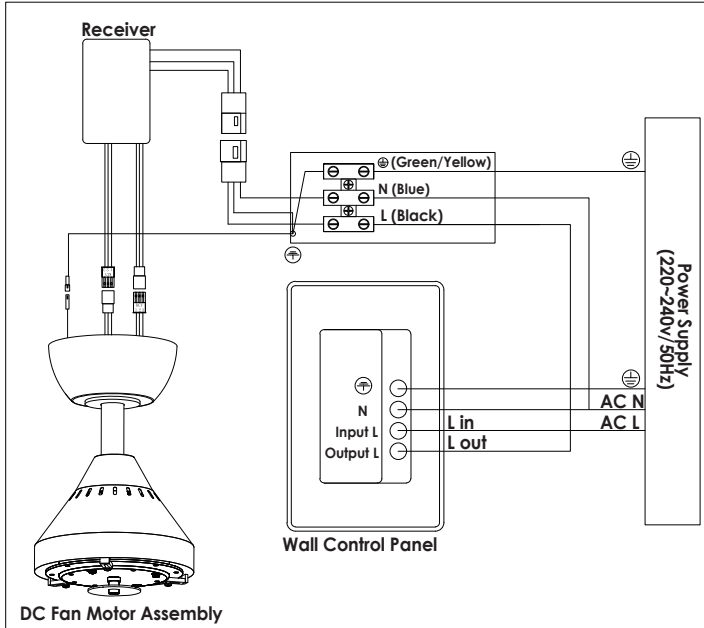 Receiver
(Green/Yellow)
N (Blue)
L (Black)
Power Supply
(220~240v/50Hz)
N
Input L
Output L
L in
L out
AC N
AC L
Wall Control Panel
DC Fan Motor Assembly